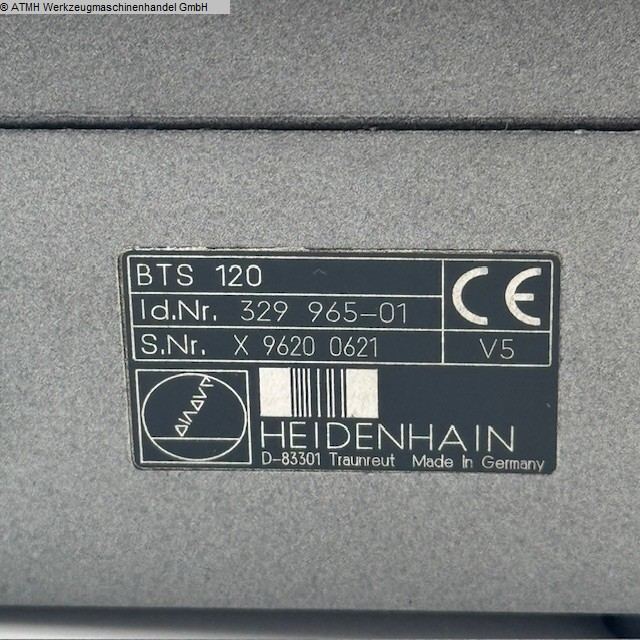 © ATMH Werkzeugmaschinenhandel GmbH
BTS 120
Id.Nr. 329 965-01
S.Nr. X 9620 0621
CE
V5
HEIDENHAIN
D-83301 Traunreut Made In Germany